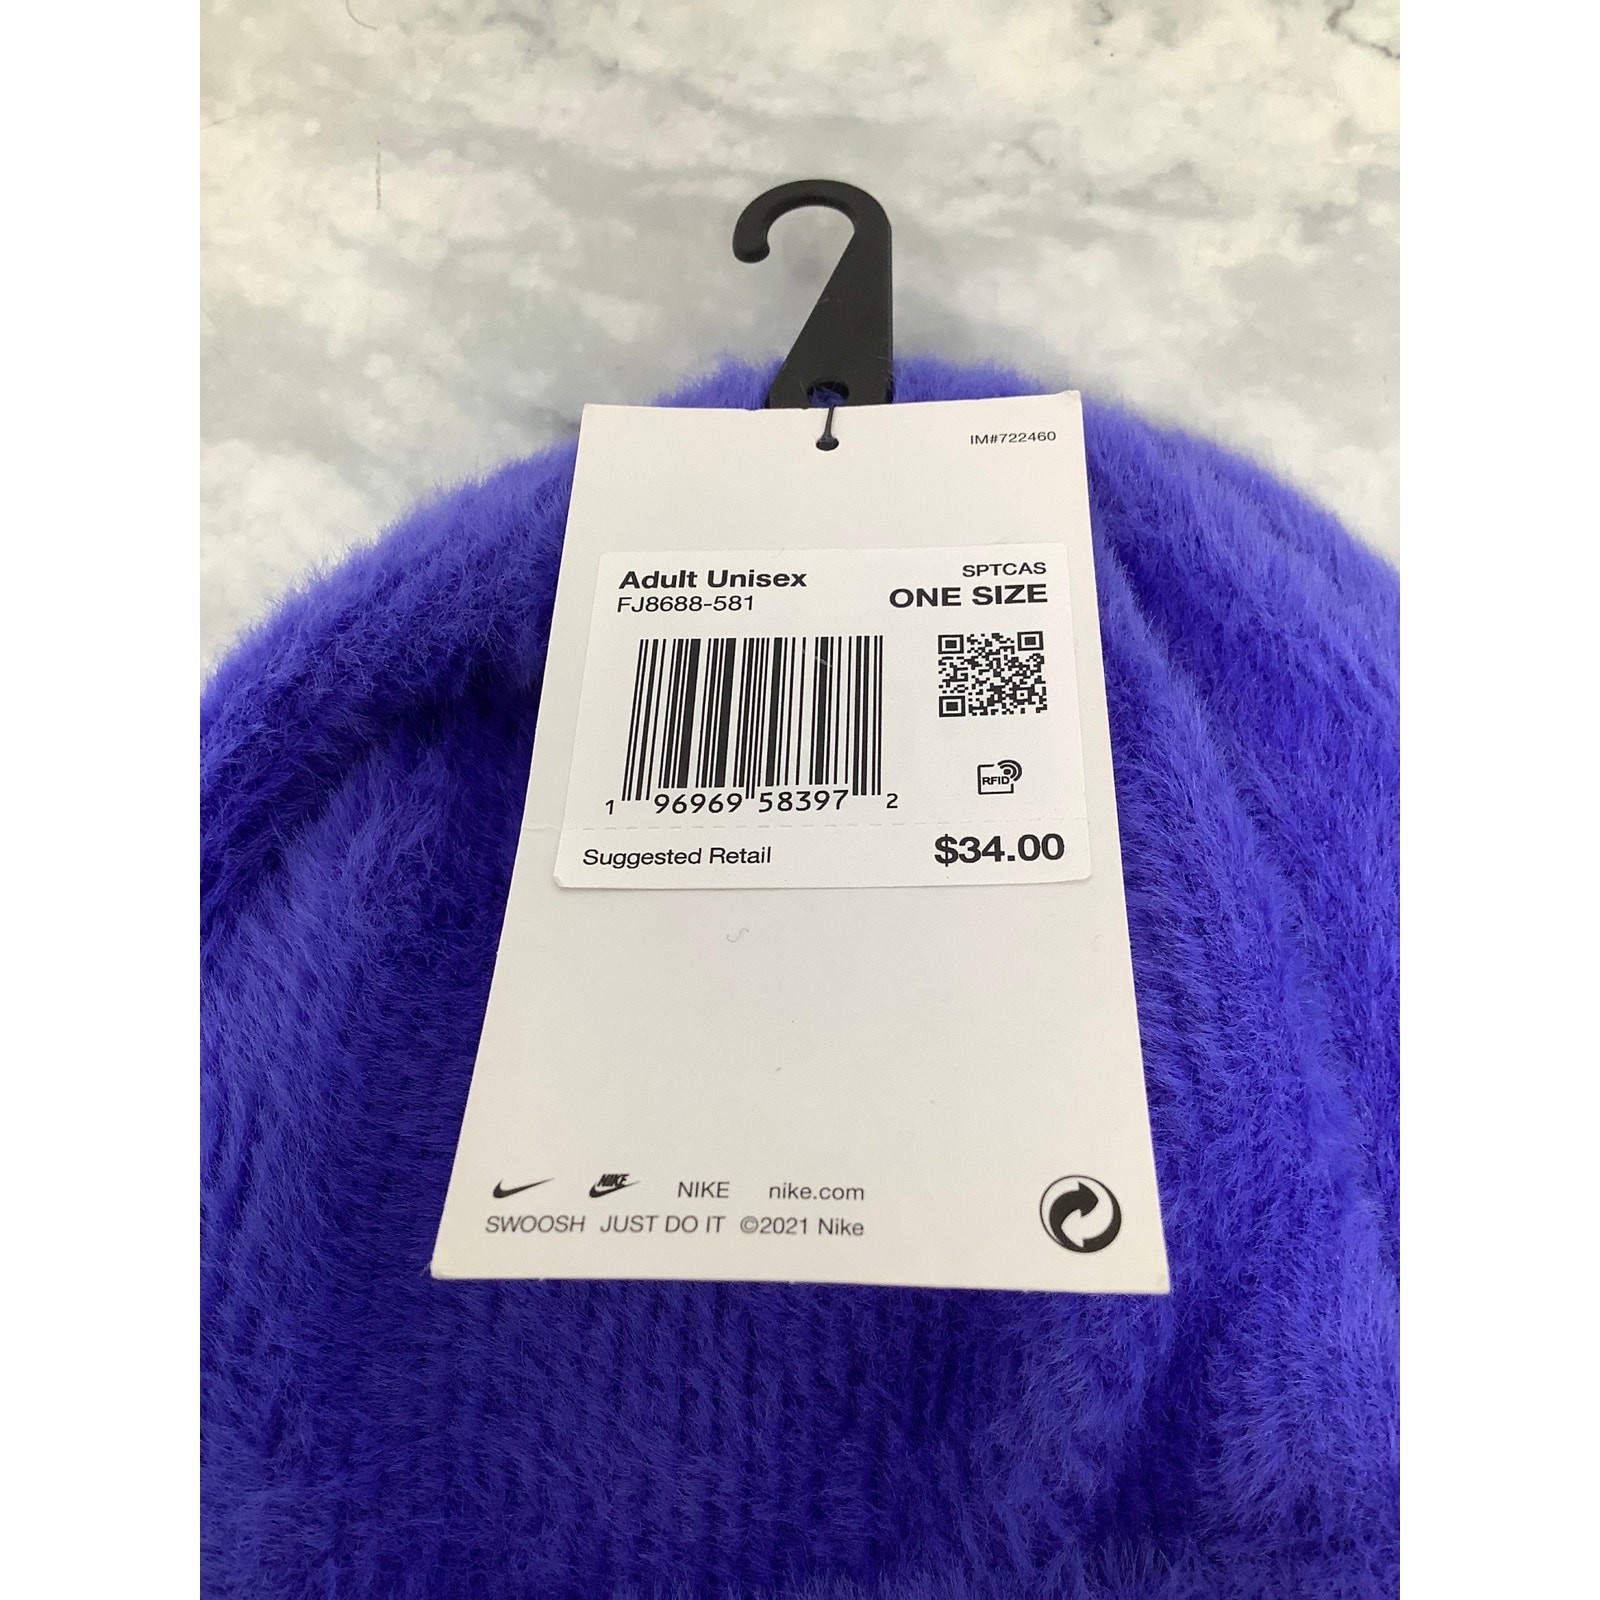 IM#722460
Adult Unisex
SPTCAS
FJ8688-581
ONE SIZE
1 96969 58397 2
RFID
Suggested Retail $34.00
NIKE NIKE nike.com
SWOOSH JUST DO IT ©2021 Nike